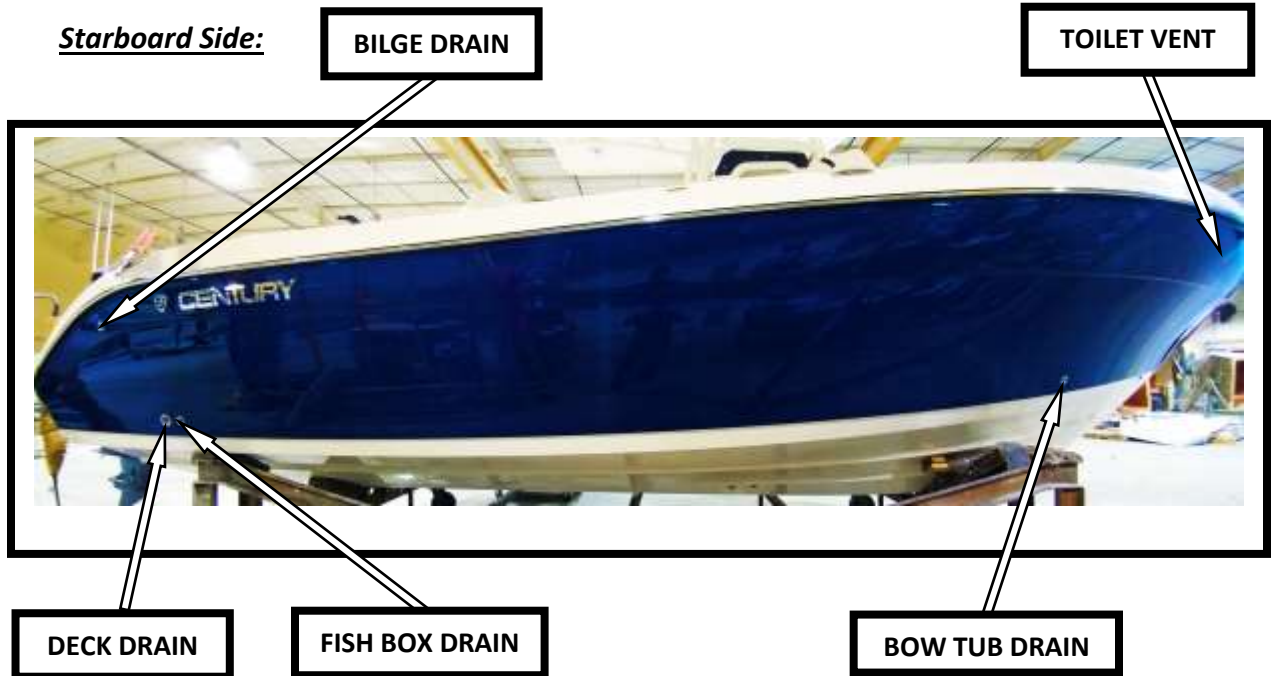 Starboard Side:
BILGE DRAIN
TOILET VENT
CENTURY
DECK DRAIN
FISH BOX DRAIN
BOW TUB DRAIN